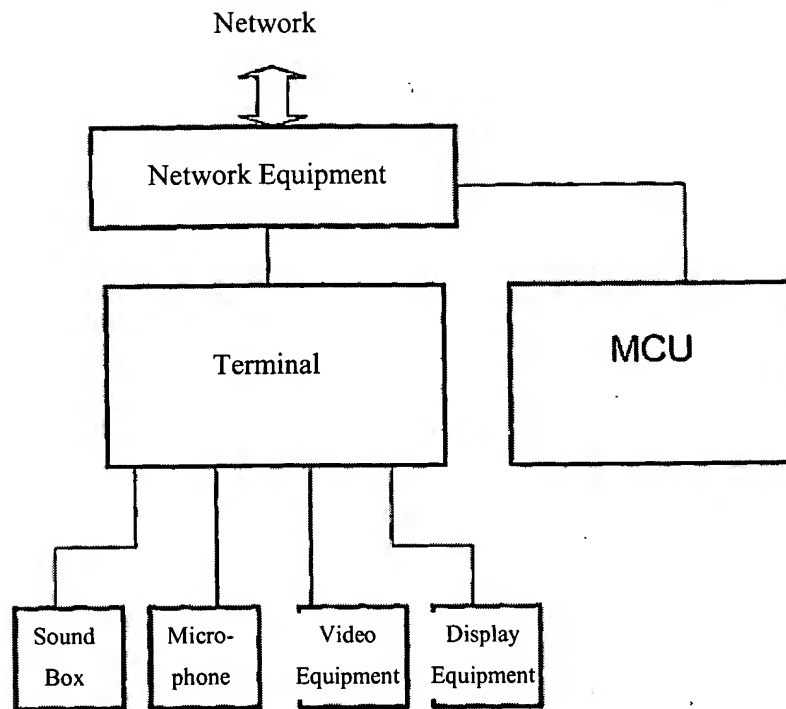 Network
Network Equipment
Terminal
MCU
Sound
Box
Micro-
phone
Video
Equipment
Display
Equipment